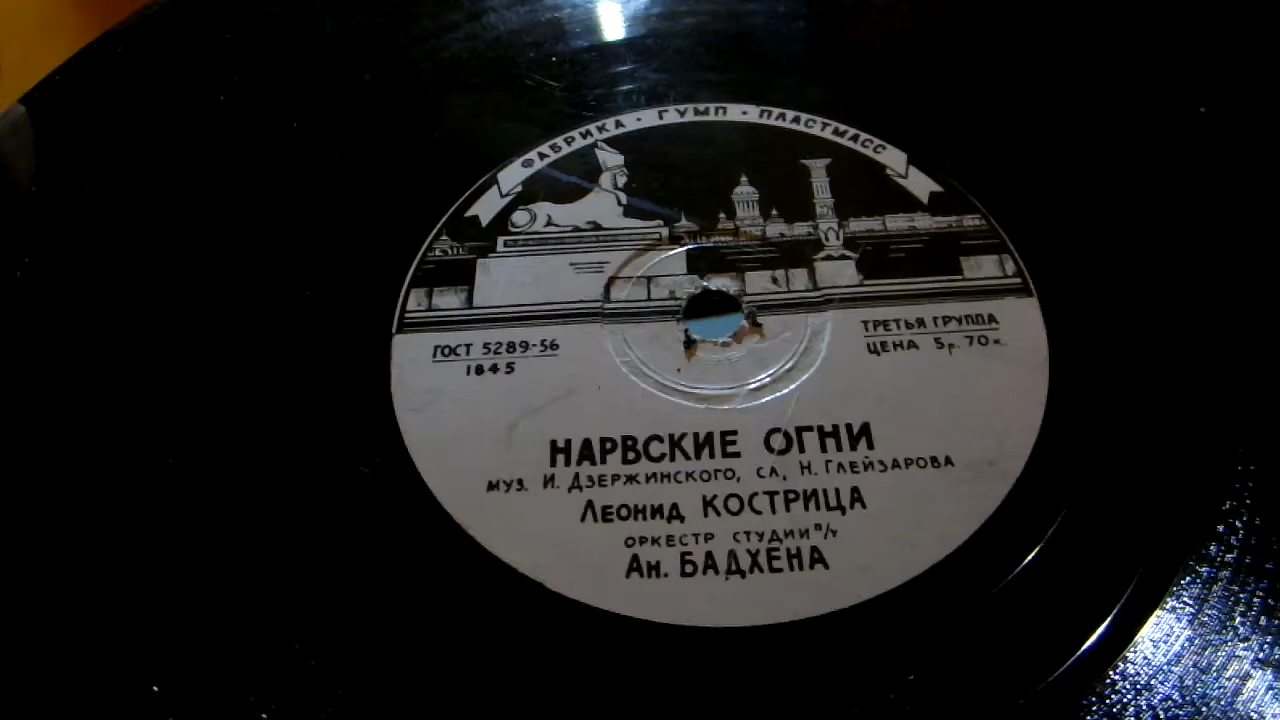 ФАБРИКА · ГУМП · ПЛАСТМАСС
ГОСТ 5289-56
1845
ТРЕТЬЯ ГРУППА
ЦЕНА 5р. 70к.
НАРВСКИЕ ОГНИ
МУЗ. И. ДЗЕРЖИНСКОГО, СЛ. Н. ГЛЕЙЗАРОВА
ЛЕОНИД КОСТРИЦА
ОРКЕСТР СТУДИИ П/У
АН. БАДХЕНА